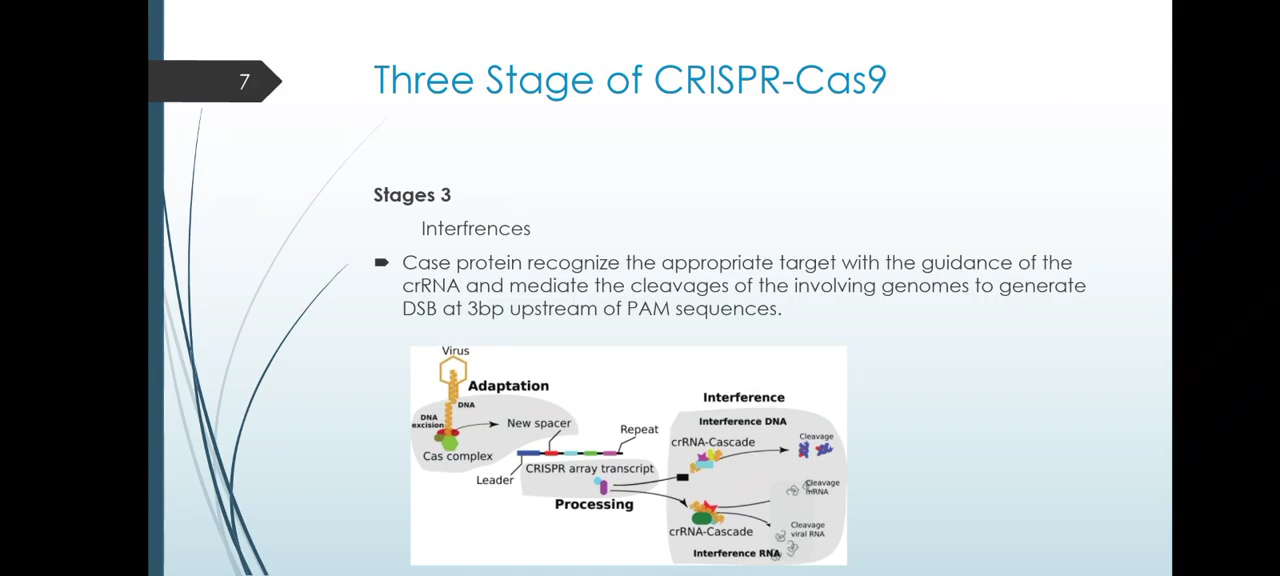 7
Three Stage of CRISPR-Cas9
Stages 3
Interfrences
Case protein recognize the appropriate target with the guidance of the
crRNA and mediate the cleavages of the involving genomes to generate
DSB at 3bp upstream of PAM sequences.
Virus
Adaptation
DNA
DNA
excision
New spacer
Cas complex
Repeat
Leader
CRISPR array transcript
Processing
Interference
Interference DNA
crRNA-Cascade
Cleavage
Cleavage
mRNA
crRNA-Cascade
Cleavage
viral RNA
Interference RNA